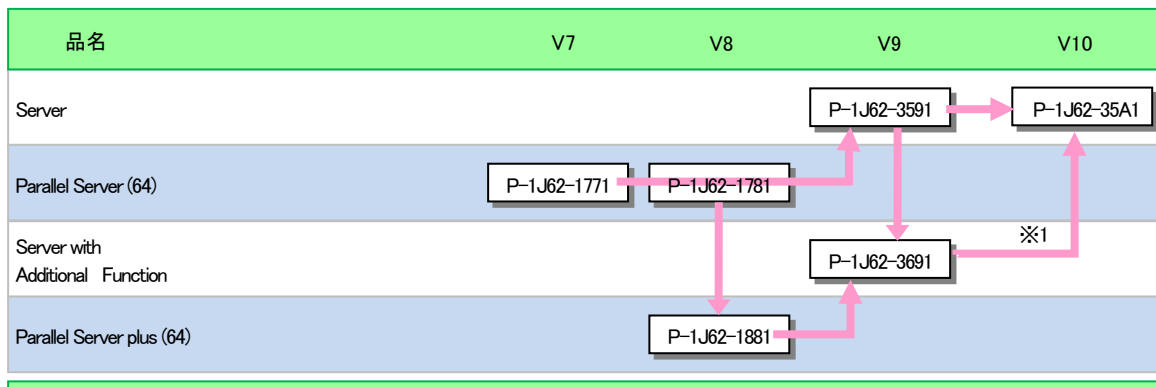 品名 V7 V8 V9 V10
Server P-1J62-3591 P-1J62-35A1
Parallel Server (64) P-1J62-1771 P-1J62-1781
※1
Server with
Additional Function P-1J62-3691
Parallel Server plus (64) P-1J62-1881